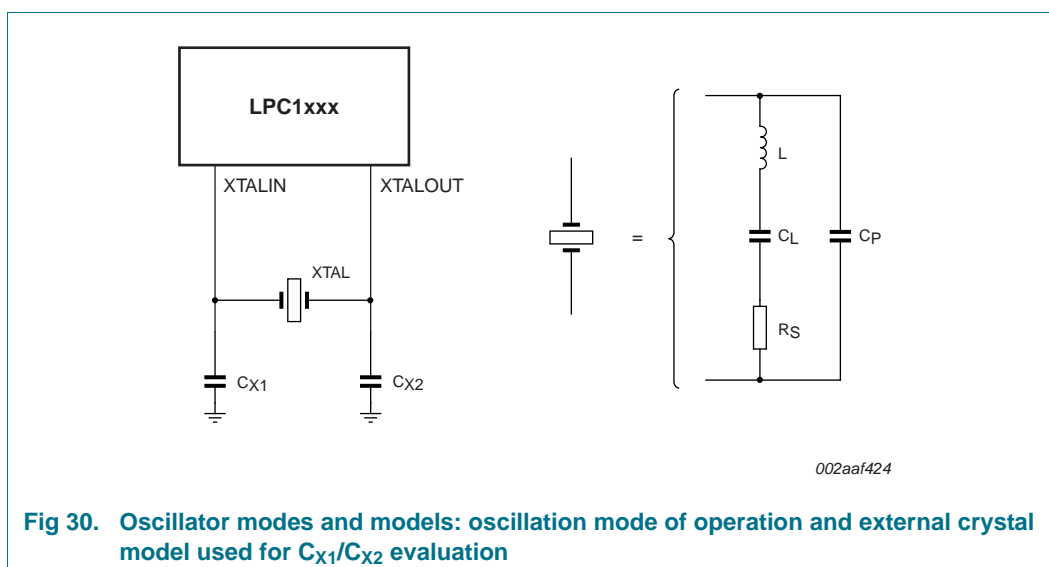 LPC1xxx
XTALIN
XTALOUT
XTAL
CX1
CX2
=
L
CL
CP
RS
002aaf424
Fig 30. Oscillator modes and models: oscillation mode of operation and external crystal
model used for CX1/CX2 evaluation